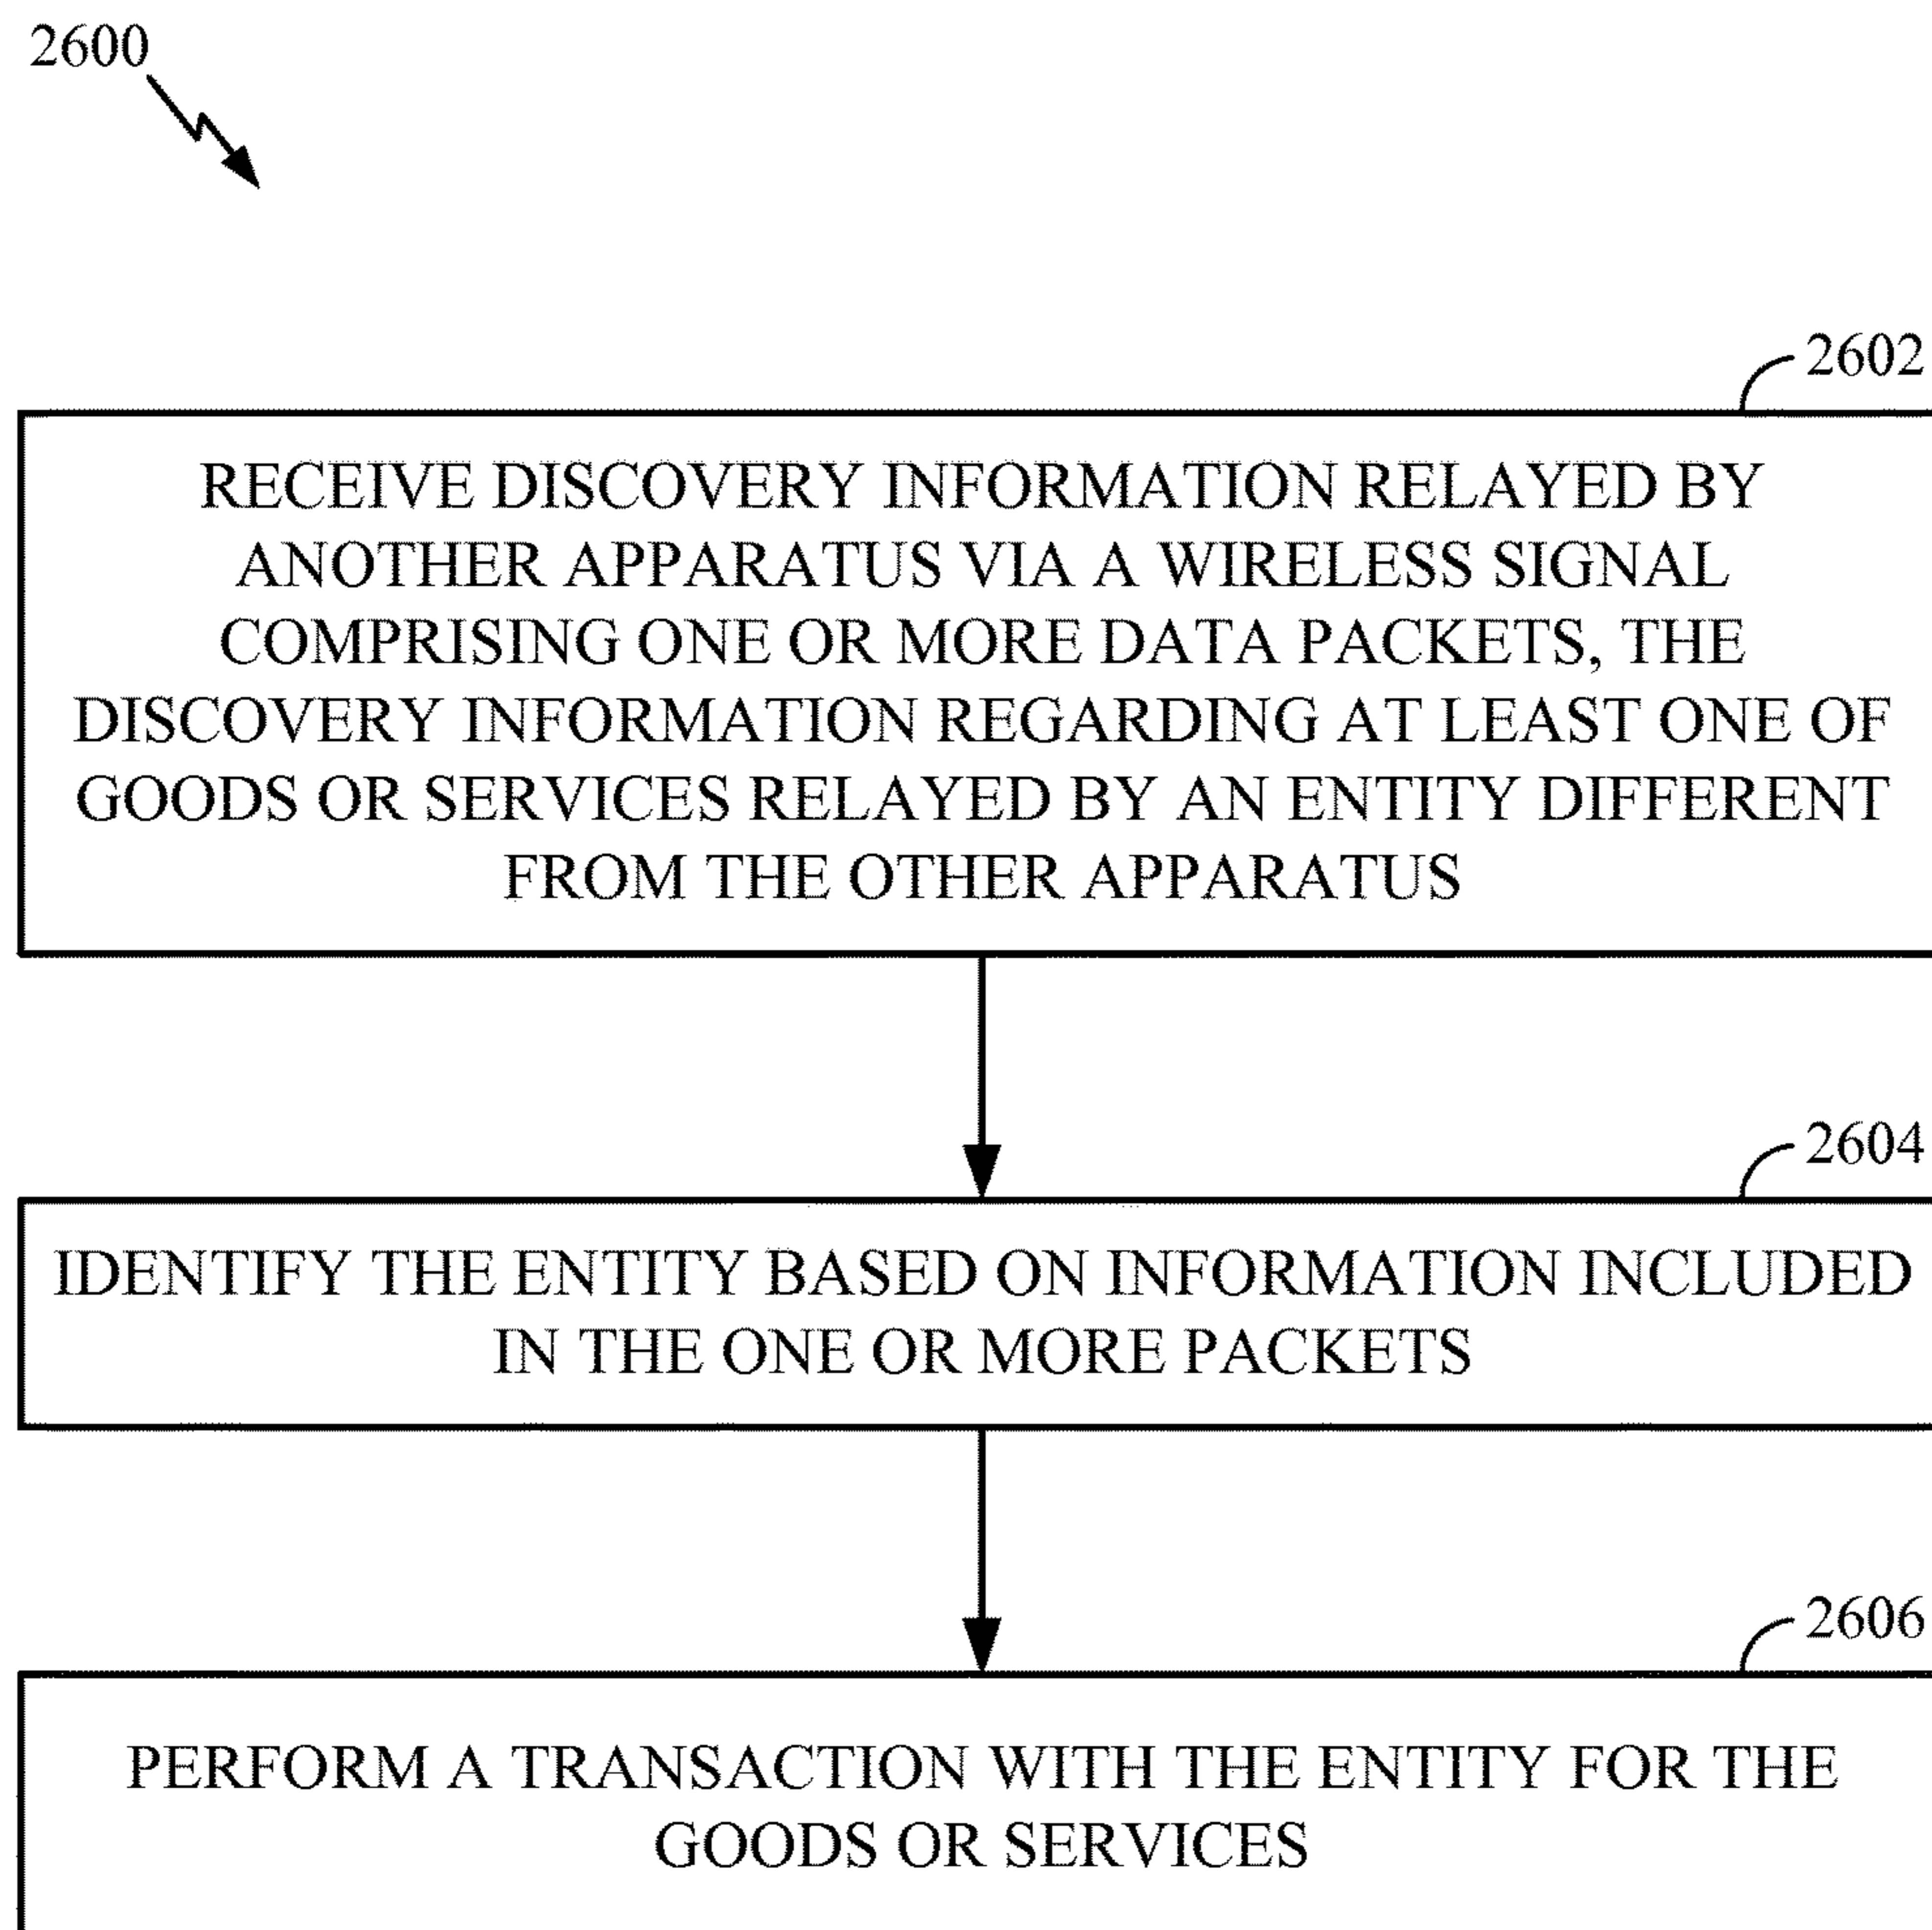 2600
2602
RECEIVE DISCOVERY INFORMATION RELAYED BY
ANOTHER APPARATUS VIA A WIRELESS SIGNAL
COMPRISING ONE OR MORE DATA PACKETS, THE
DISCOVERY INFORMATION REGARDING AT LEAST ONE OF
GOODS OR SERVICES RELAYED BY AN ENTITY DIFFERENT
FROM THE OTHER APPARATUS
2604
IDENTIFY THE ENTITY BASED ON INFORMATION INCLUDED
IN THE ONE OR MORE PACKETS
2606
PERFORM A TRANSACTION WITH THE ENTITY FOR THE
GOODS OR SERVICES